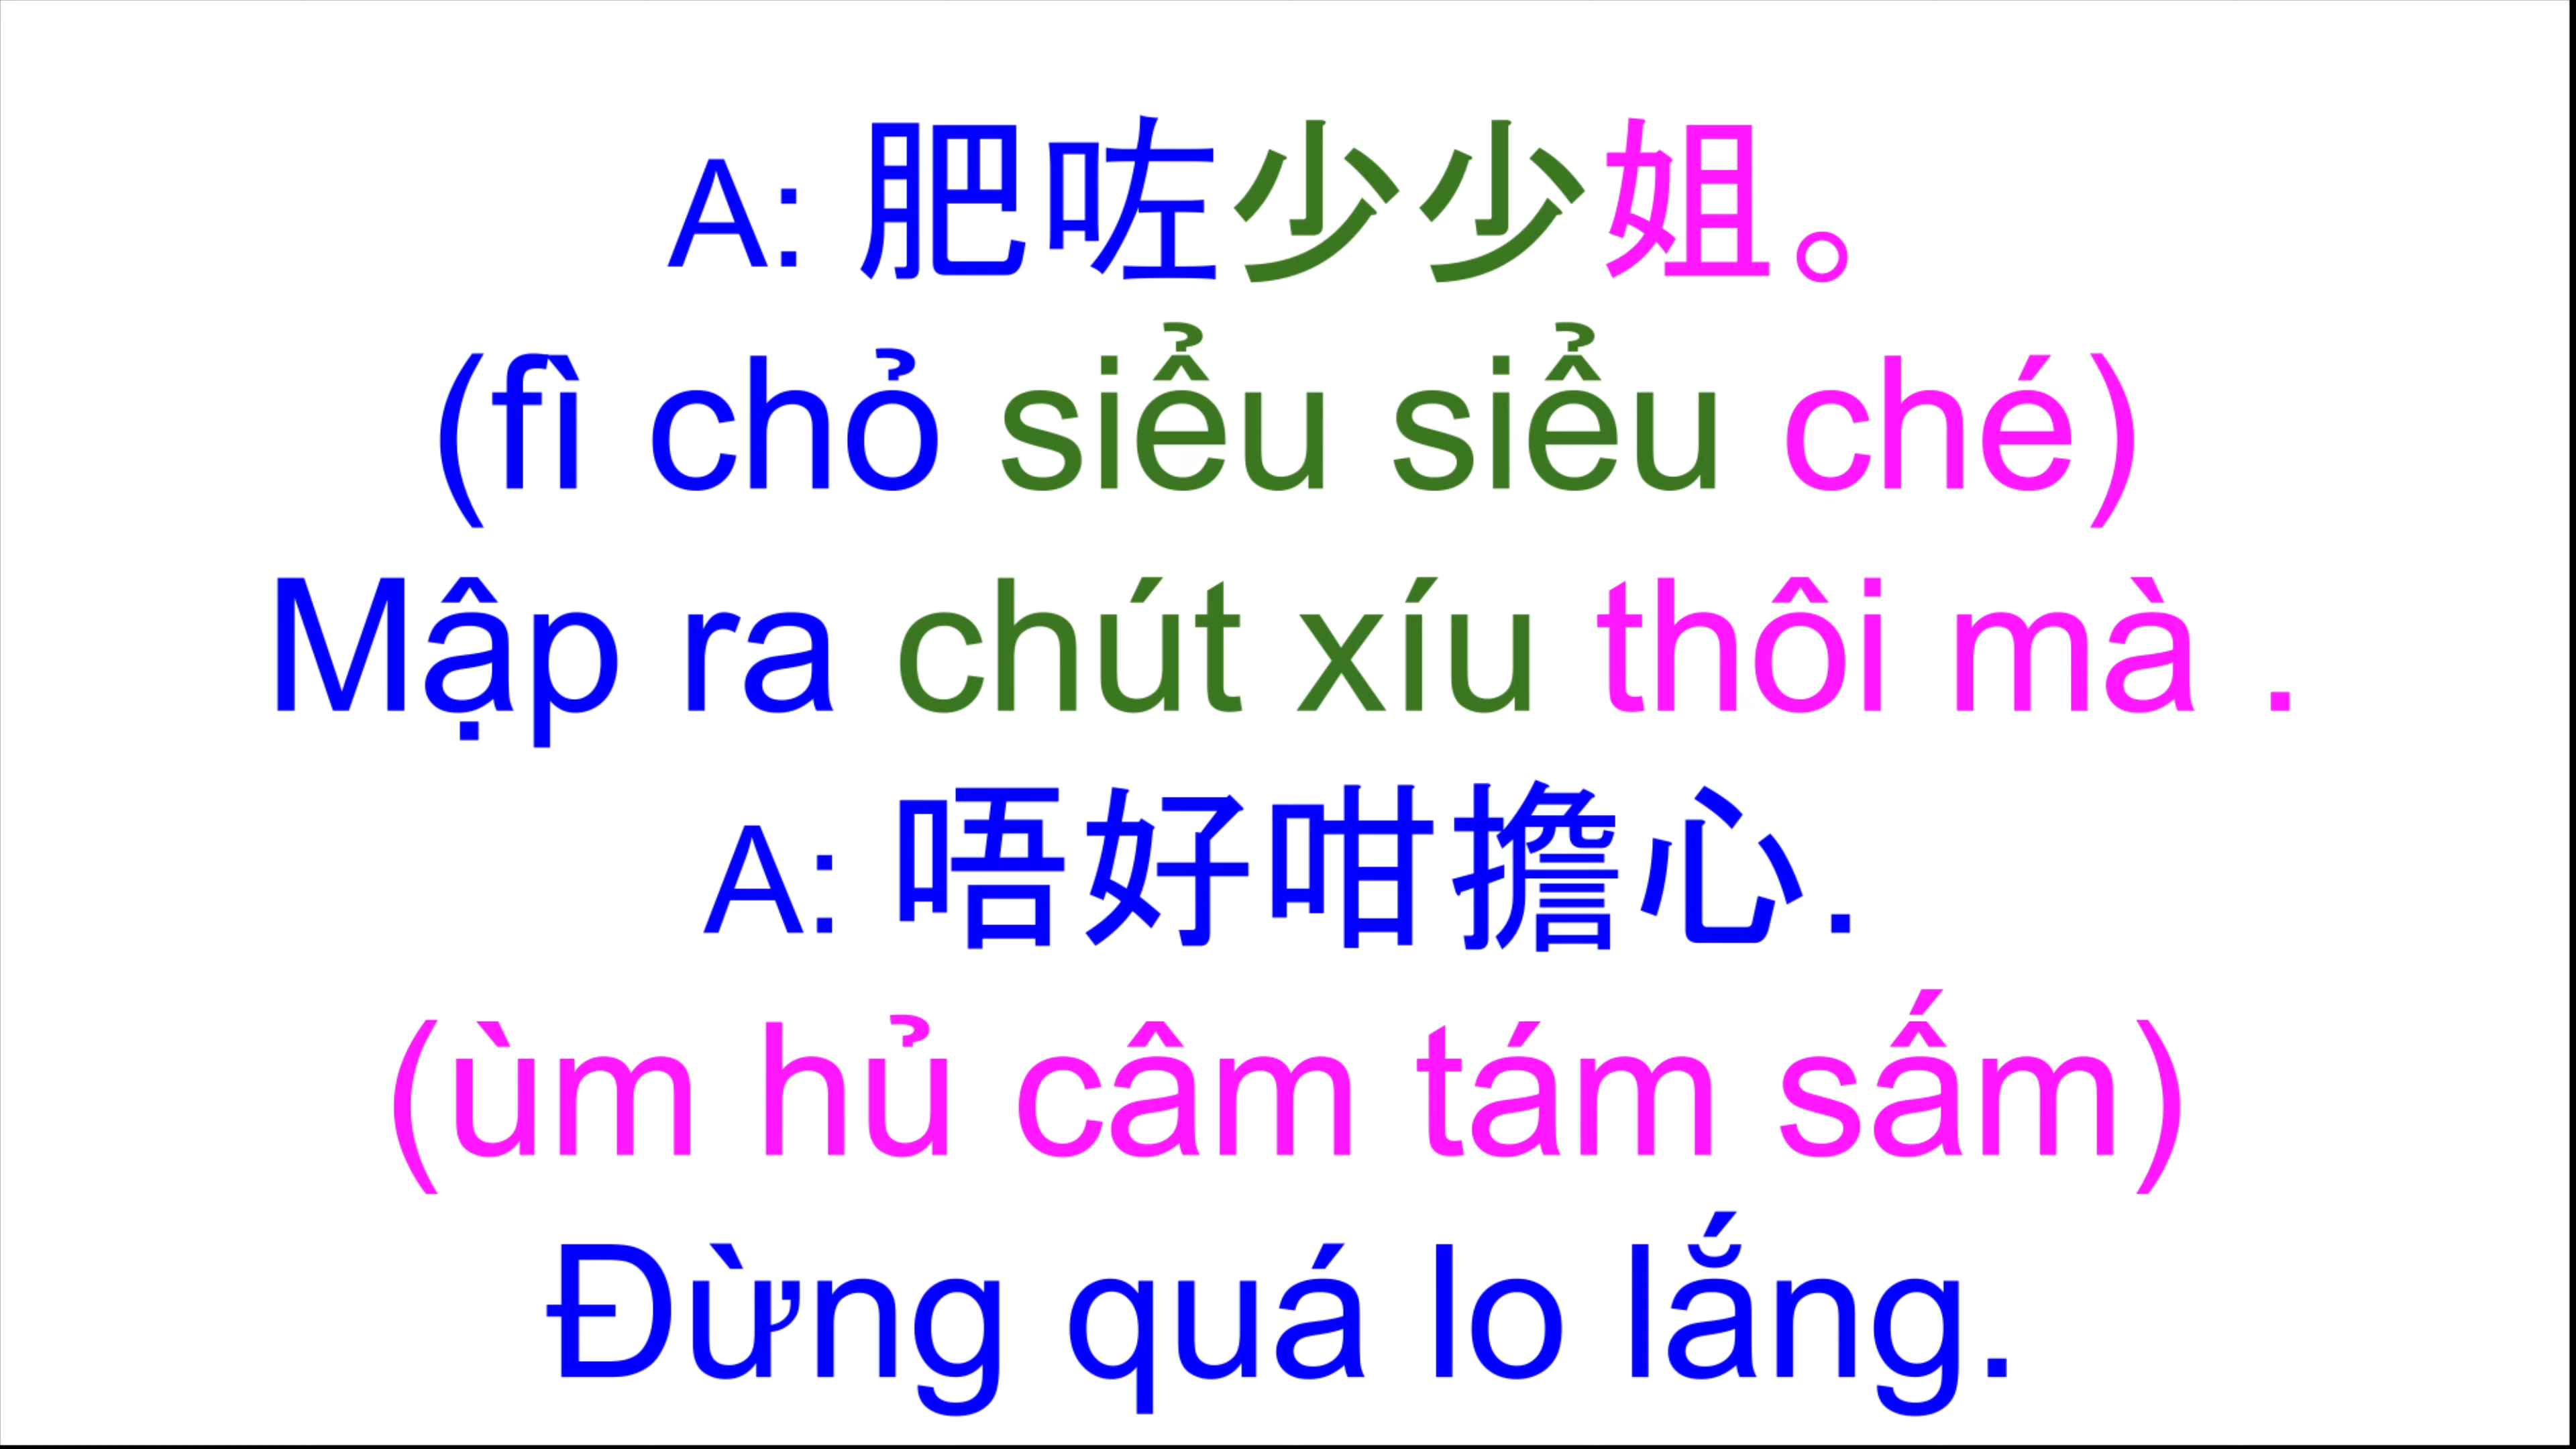 A: 肥咗少少姐。
(fì chỏ siểu siểu ché)
Mập ra chút xíu thôi mà .
A: 唔好咁擔心.
(ùm hủ câm tám sấm)
Đừng quá lo lắng.